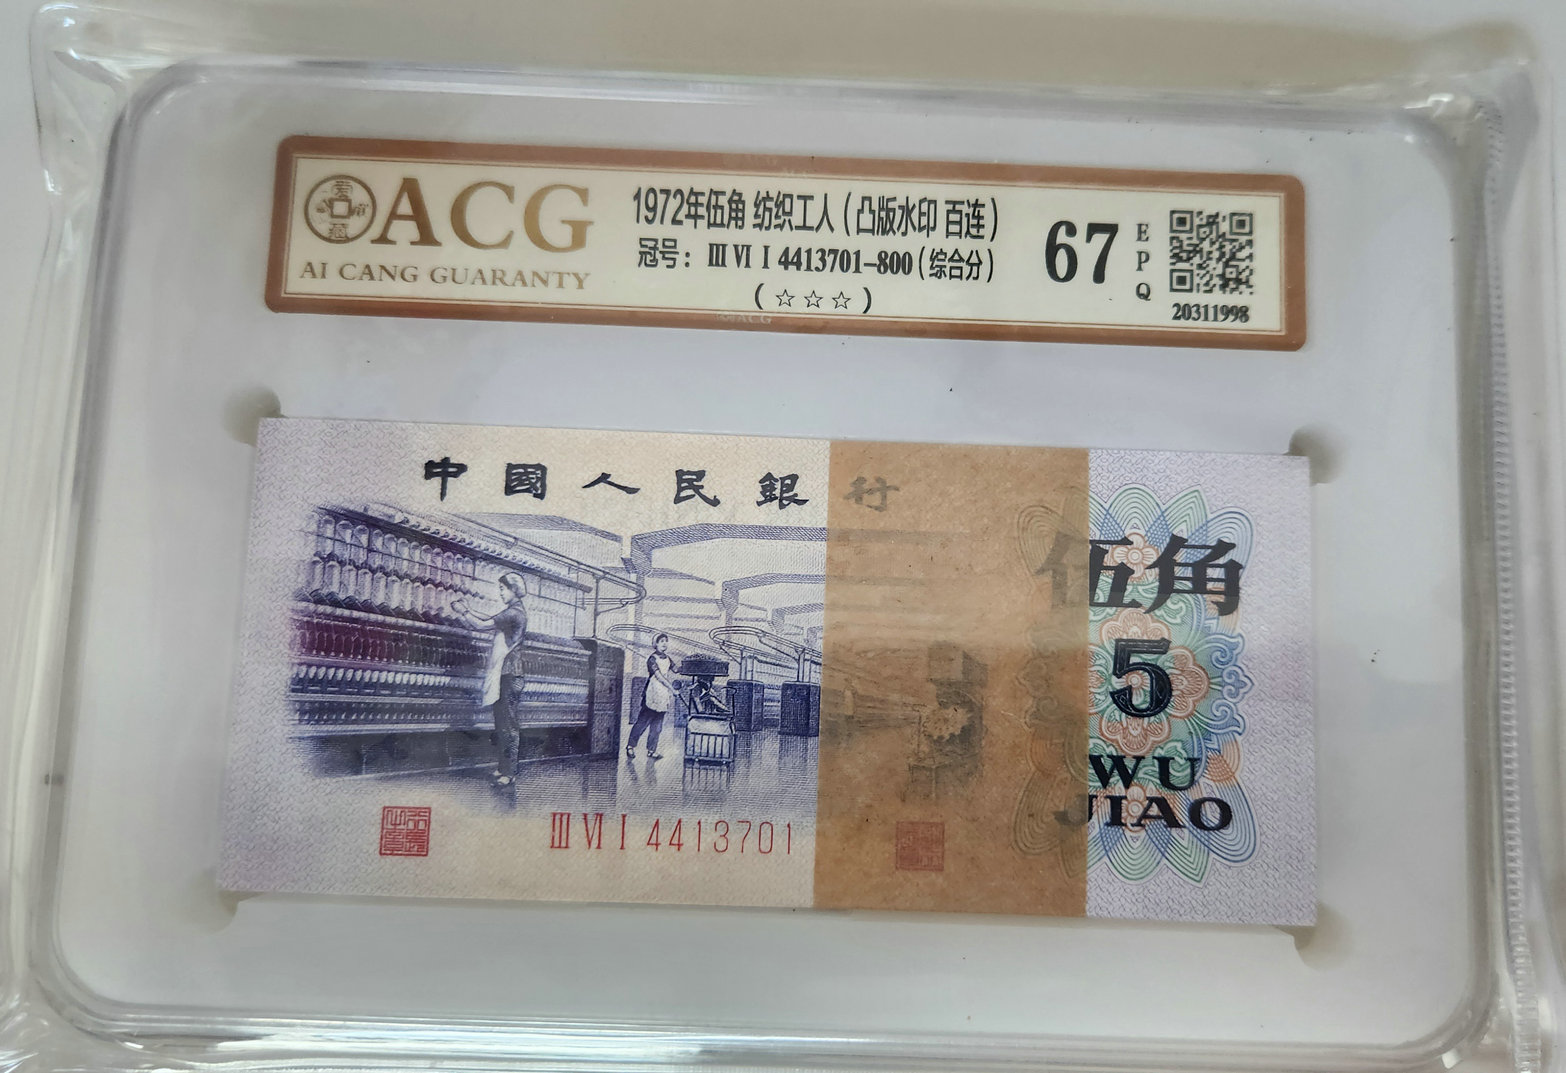 ACG
AI CANG GUARANTY
1972年伍角 纺织工人(凸版水印 百连)
冠号: Ⅲ Ⅵ Ⅰ 4413701-800(综合分)
(☆☆☆)
67
EPQ
20311998
ACG
中國人民銀行
伍角
5
WU
JIAO
Ⅲ Ⅵ Ⅰ 4413701